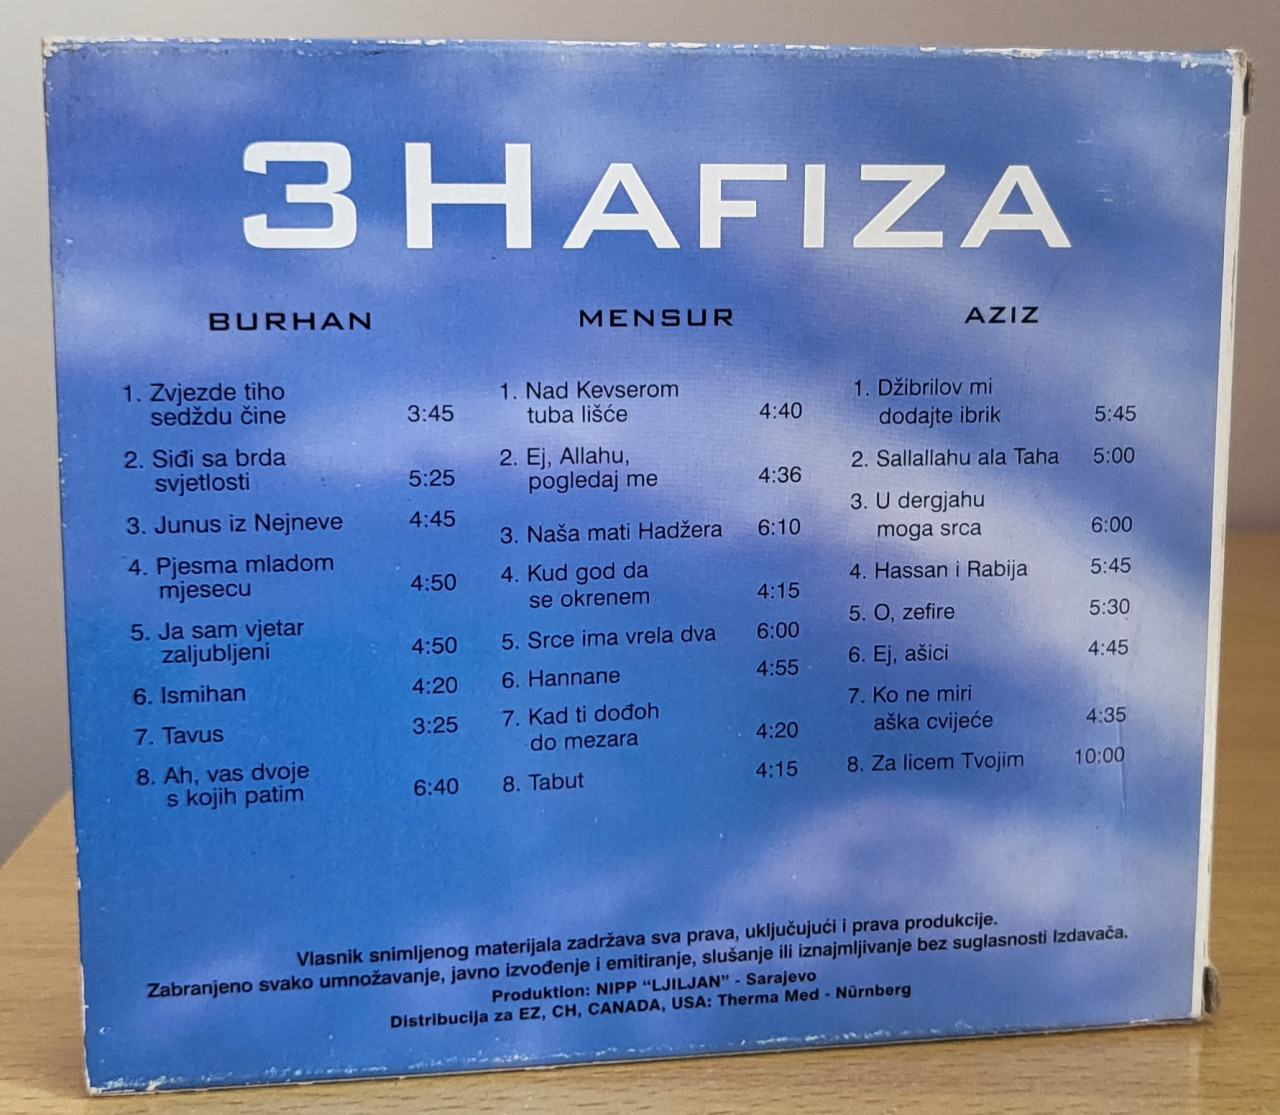 3 HAFIZA
BURHAN
1. Zvjezde tiho
sedždu čine 3:45
2. Siđi sa brda
svjetlosti 5:25
3. Junus iz Nejneve 4:45
4. Pjesma mladom
mjesecu 4:50
5. Ja sam vjetar
zaljubljeni 4:50
6. Ismihan 4:20
7. Tavus 3:25
8. Ah, vas dvoje
s kojih patim 6:40
MENSUR
1. Nad Kevserom
tuba lišće 4:40
2. Ej, Allahu,
pogledaj me 4:36
3. Naša mati Hadžera 6:10
4. Kud god da
se okrenem 4:15
5. Srce ima vrela dva 6:00
6. Hannane 4:55
7. Kad ti dođoh
do mezara 4:20
8. Tabut 4:15
AZIZ
1. Džibrilov mi
dodajte ibrik 5:45
2. Sallallahu ala Taha 5:00
3. U dergjahu
moga srca 6:00
4. Hassan i Rabija 5:45
5. O, zefire 5:30
6. Ej, ašici 4:45
7. Ko ne miri
aška cvijeće 4:35
8. Za licem Tvojim 10:00
Vlasnik snimljenog materijala zadržava sva prava, uključujući i prava produkcije.
Zabranjeno svako umnožavanje, javno izvođenje i emitiranje, slušanje ili iznajmljivanje bez suglasnosti Izdavača.
Produktion: NIPP “LJILJAN” - Sarajevo
Distribucija za EZ, CH, CANADA, USA: Therma Med - Nürnberg